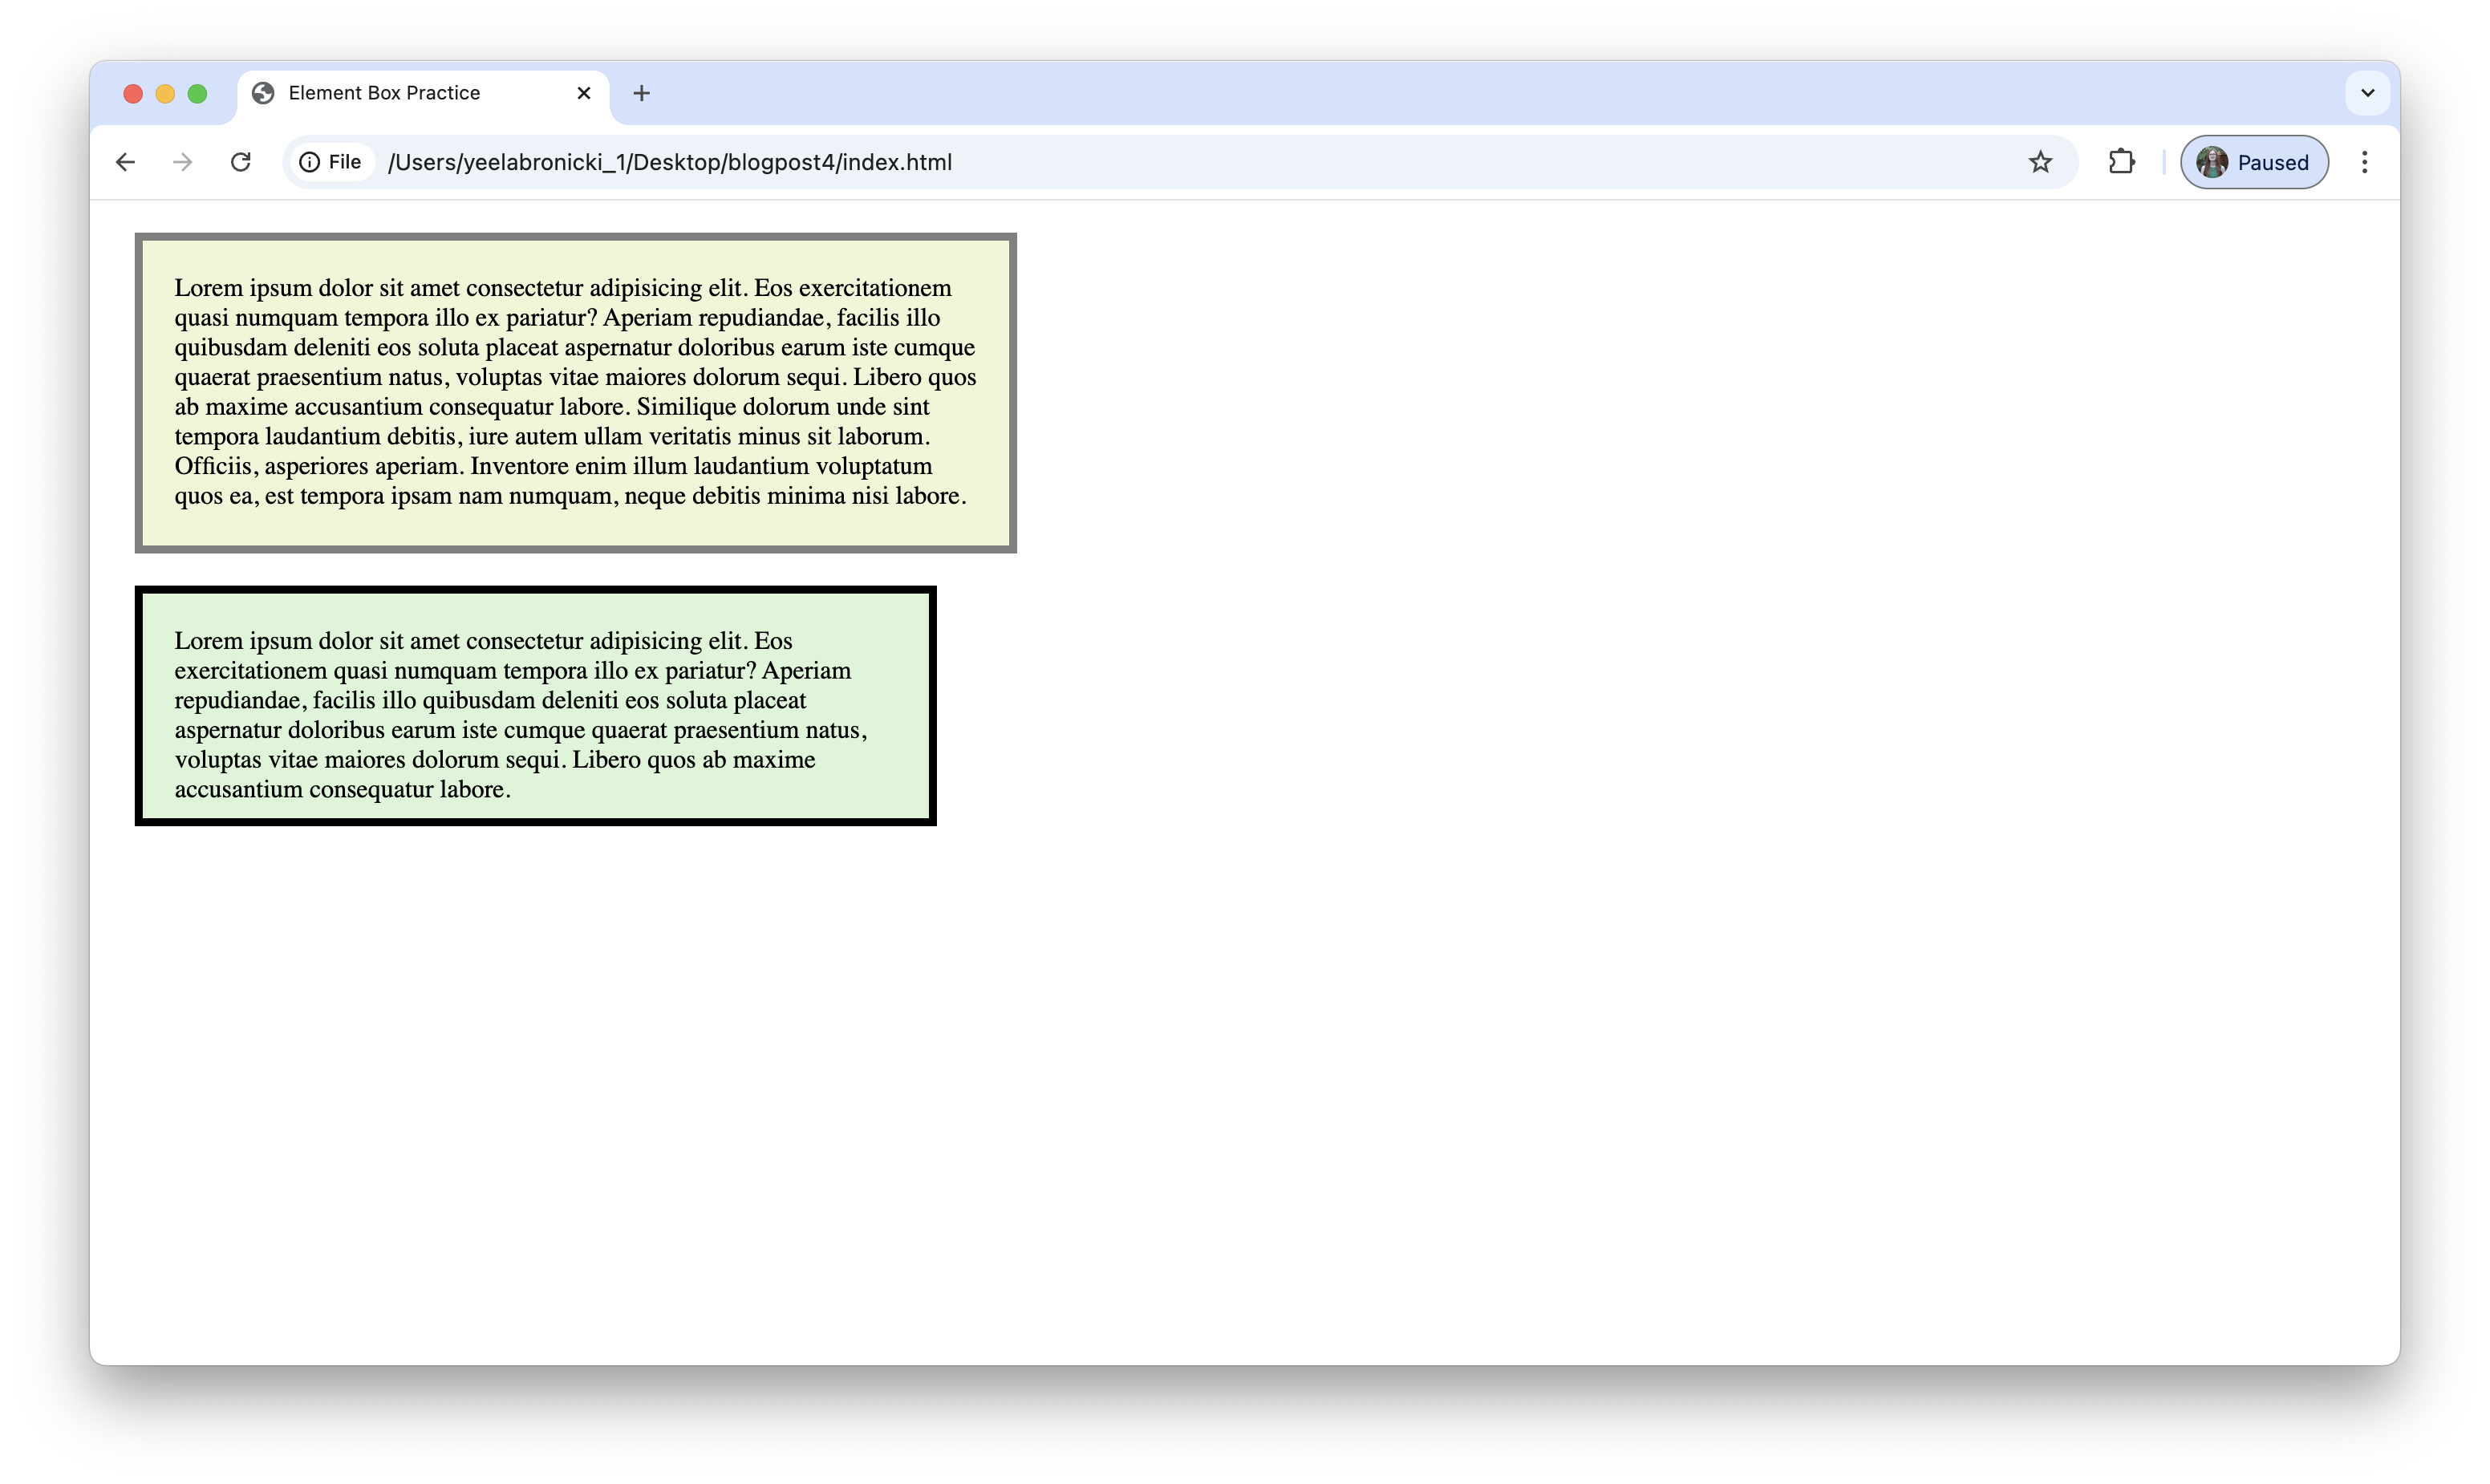 Element Box Practice
File /Users/yeelabronicki_1/Desktop/blogpost4/index.html Paused
Lorem ipsum dolor sit amet consectetur adipisicing elit. Eos exercitationem
quasi numquam tempora illo ex pariatur? Aperiam repudiandae, facilis illo
quibusdam deleniti eos soluta placeat aspernatur doloribus earum iste cumque
quaerat praesentium natus, voluptas vitae maiores dolorum sequi. Libero quos
ab maxime accusantium consequatur labore. Similique dolorum unde sint
tempora laudantium debitis, iure autem ullam veritatis minus sit laborum.
Officiis, asperiores aperiam. Inventore enim illum laudantium voluptatum
quos ea, est tempora ipsam nam numquam, neque debitis minima nisi labore.
Lorem ipsum dolor sit amet consectetur adipisicing elit. Eos
exercitationem quasi numquam tempora illo ex pariatur? Aperiam
repudiandae, facilis illo quibusdam deleniti eos soluta placeat
aspernatur doloribus earum iste cumque quaerat praesentium natus,
voluptas vitae maiores dolorum sequi. Libero quos ab maxime
accusantium consequatur labore.